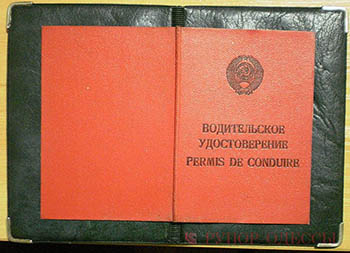 ВОДИТЕЛЬСКОЕ
УДОСТОВЕРЕНИЕ
PERMIS DE CONDUIRE